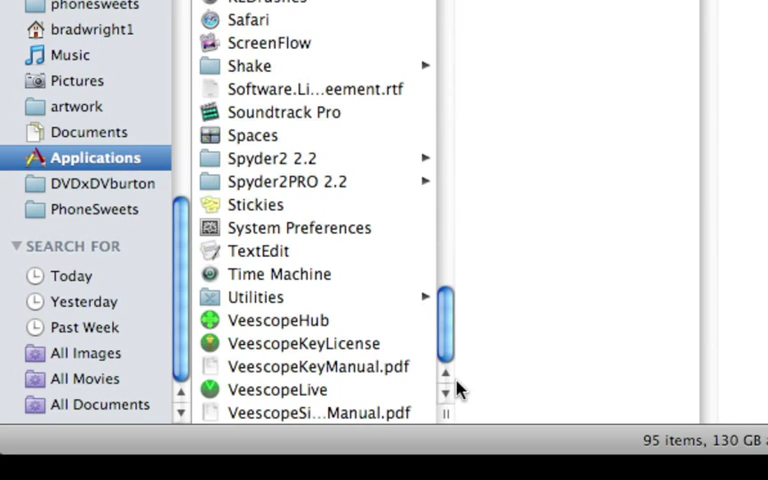 phonesweets
bradwright1
Music
Pictures
artwork
Documents
Applications
DVDxDVburton
PhoneSweets
SEARCH FOR
Today
Yesterday
Past Week
All Images
All Movies
All Documents
Safari
ScreenFlow
Shake
Software.Li...eement.rtf
Soundtrack Pro
Spaces
Spyder2 2.2
Spyder2PRO 2.2
Stickies
System Preferences
TextEdit
Time Machine
Utilities
VeescopeHub
VeescopeKeyLicense
VeescopeKeyManual.pdf
VeescopeLive
VeescopeSi...Manual.pdf
95 items, 130 GB